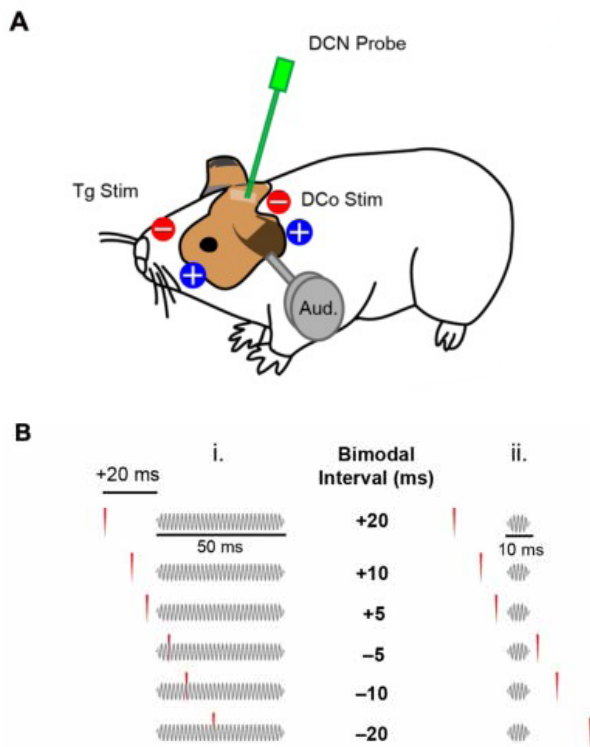 A
DCN Probe
Tg Stim
DCo Stim
− + − +
Aud.
B
i.
Bimodal
Interval (ms)
ii.
+20 ms
+20
50 ms
10 ms
+10
+5
−5
−10
−20